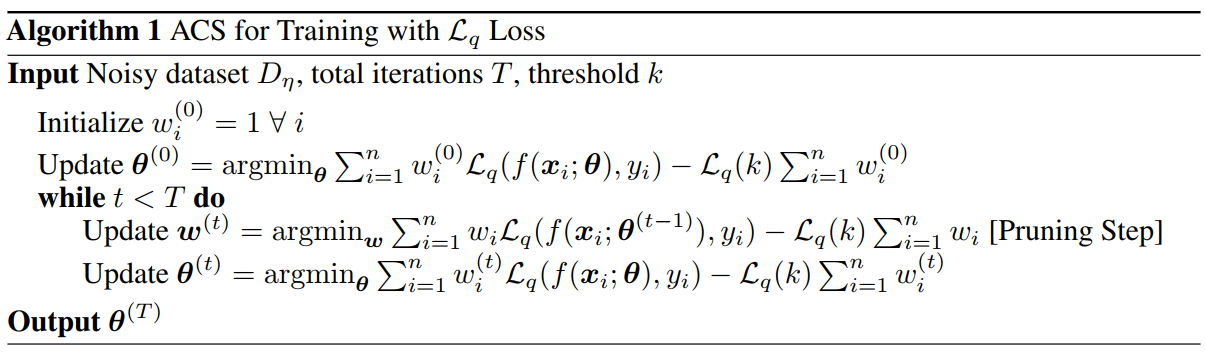 Algorithm 1 ACS for Training with $\mathcal{L}_q$ Loss
Input Noisy dataset $D_\eta$, total iterations $T$, threshold $k$
Initialize $w_i^{(0)} = 1 \; \forall \; i$
Update $\boldsymbol{\theta}^{(0)} = \text{argmin}_{\boldsymbol{\theta}} \sum_{i=1}^{n} w_i^{(0)} \mathcal{L}_q(f(\boldsymbol{x}_i; \boldsymbol{\theta}), y_i) - \mathcal{L}_q(k) \sum_{i=1}^{n} w_i^{(0)}$
while $t < T$ do
Update $\boldsymbol{w}^{(t)} = \text{argmin}_{\boldsymbol{w}} \sum_{i=1}^{n} w_i \mathcal{L}_q(f(\boldsymbol{x}_i; \boldsymbol{\theta}^{(t-1)}), y_i) - \mathcal{L}_q(k) \sum_{i=1}^{n} w_i$ [Pruning Step]
Update $\boldsymbol{\theta}^{(t)} = \text{argmin}_{\boldsymbol{\theta}} \sum_{i=1}^{n} w_i^{(t)} \mathcal{L}_q(f(\boldsymbol{x}_i; \boldsymbol{\theta}), y_i) - \mathcal{L}_q(k) \sum_{i=1}^{n} w_i^{(t)}$
Output $\boldsymbol{\theta}^{(T)}$